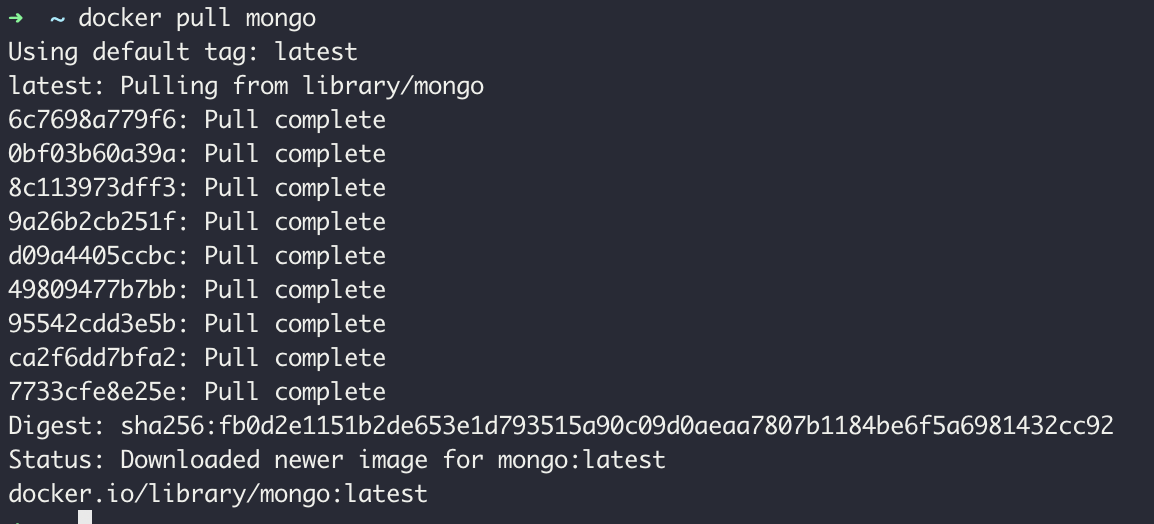 ➜ ~ docker pull mongo
Using default tag: latest
latest: Pulling from library/mongo
6c7698a779f6: Pull complete
0bf03b60a39a: Pull complete
8c113973dff3: Pull complete
9a26b2cb251f: Pull complete
d09a4405ccbc: Pull complete
49809477b7bb: Pull complete
95542cdd3e5b: Pull complete
ca2f6dd7bfa2: Pull complete
7733cfe8e25e: Pull complete
Digest: sha256:fb0d2e1151b2de653e1d793515a90c09d0aeaa7807b1184be6f5a6981432cc92
Status: Downloaded newer image for mongo:latest
docker.io/library/mongo:latest